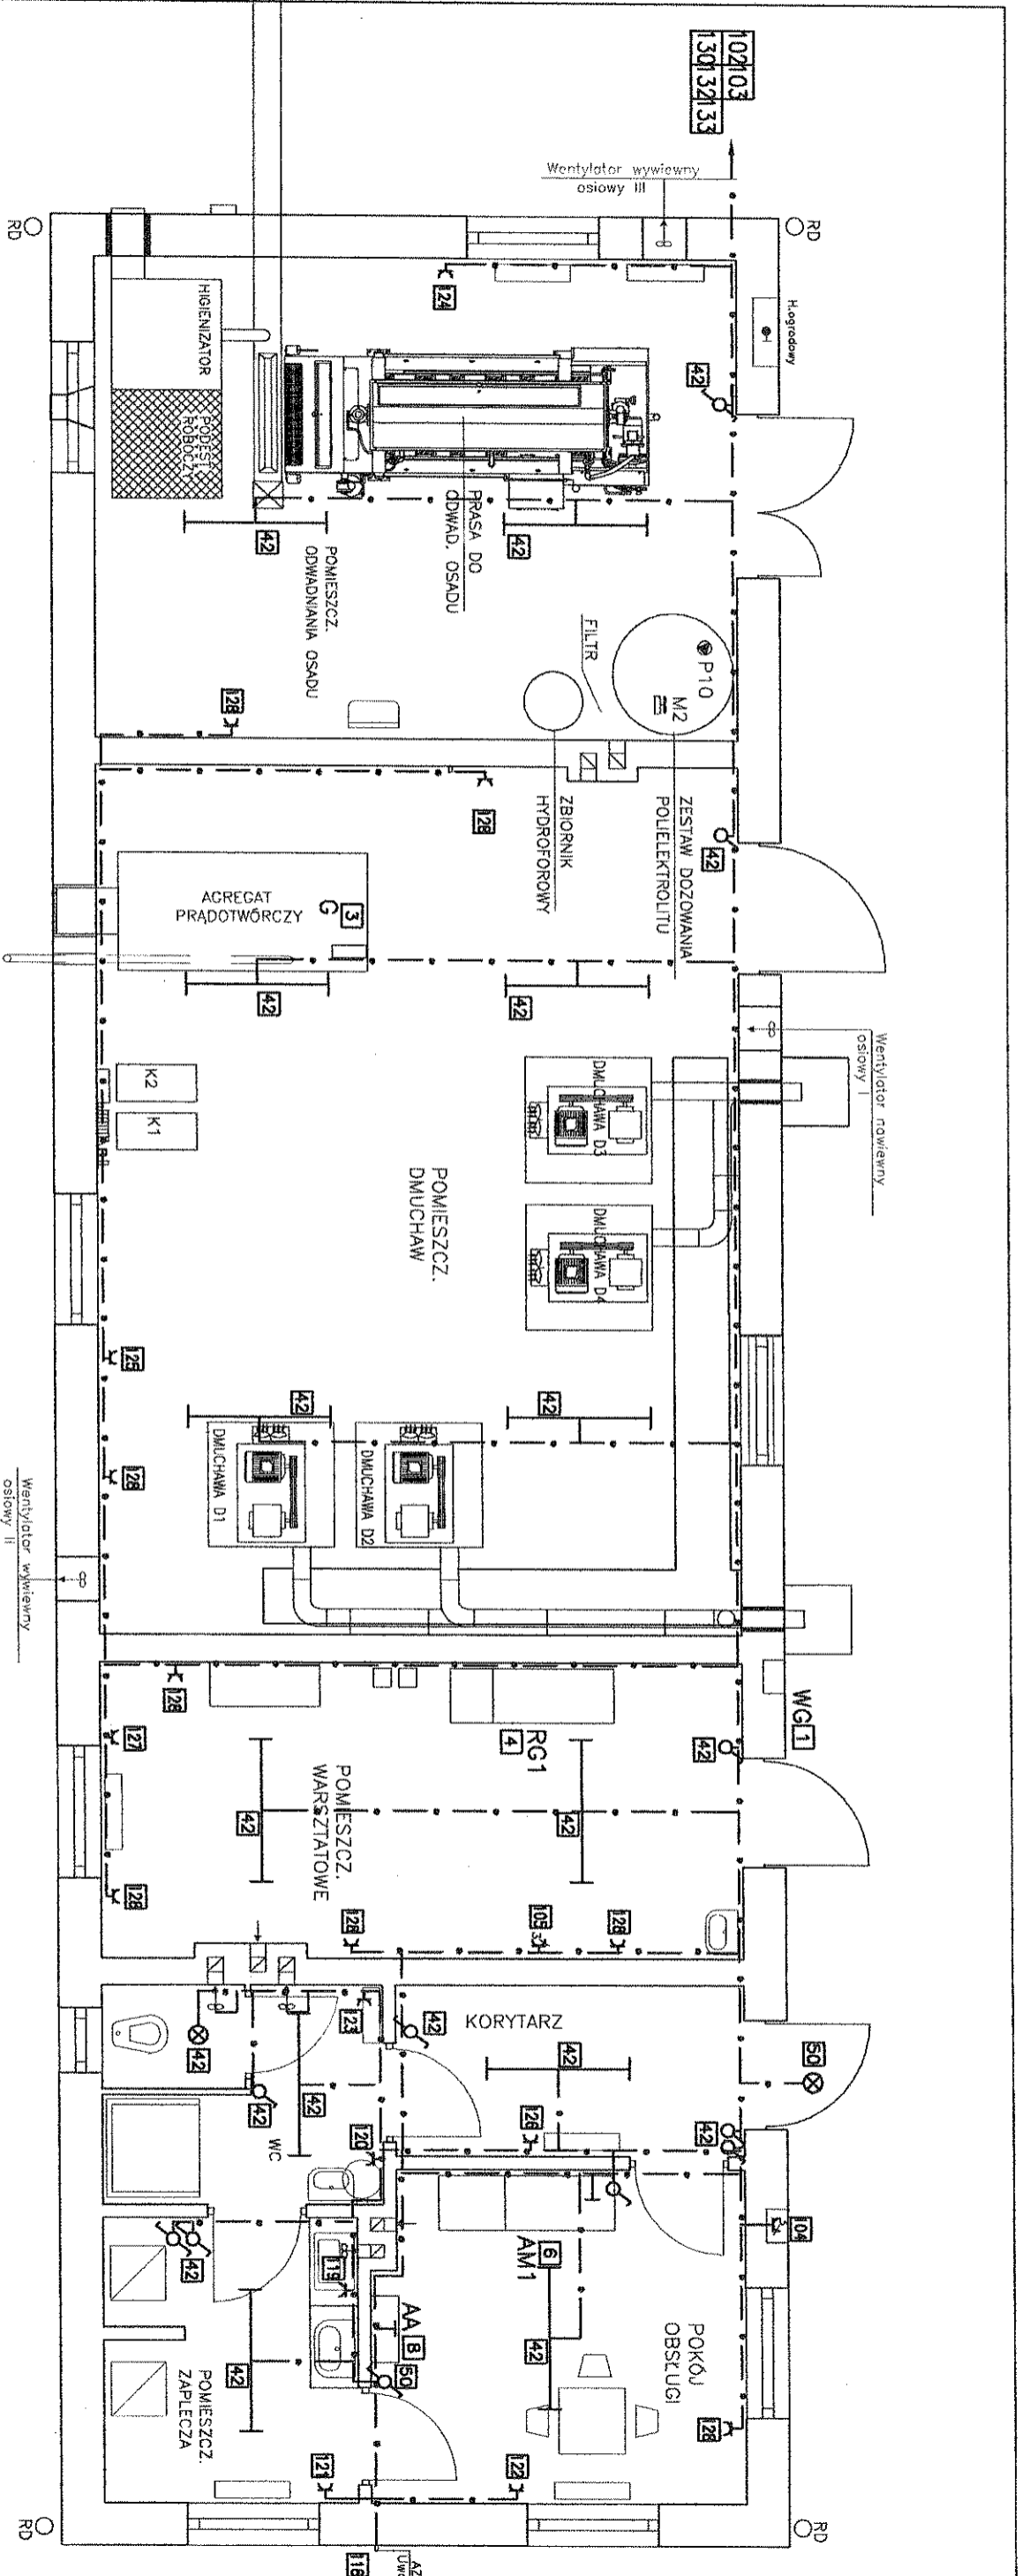 102 103
130 132 133
Wentylator wywiewny
osiowy III
RD
RD
H.ogrodowy
42
124
HIGIENIZATOR
PODEST
ROBOCZY
PRASA DO
ODWAD. OSADU
42
42
POMIESZCZ.
ODWADNIANIA OSADU
FILTR
P10
M2
128
ZESTAW DOZOWANIA
POLIELEKTROLITU
ZBIORNIK
HYDROFOROWY
128
42
AGREGAT
PRĄDOTWÓRCZY
3
G
42
42
Wentylator nawiewny
osiowy I
K2
K1
DMUCHAWA D3
DMUCHAWA D4
POMIESZCZ.
DMUCHAW
125
128
42
42
DMUCHAWA D1
DMUCHAWA D2
Wentylator wywiewny
osiowy II
WG 1
42
RG1
4
128
127
42
42
POMIESZCZ.
WARSZTATOWE
128
128
105
128
KORYTARZ
42
123
42
50
42
42
42
WC
42
126
120
42
104
6
AM1
42
AA 8
119
50
POKÓJ
OBSŁUGI
42
POMIESZCZ.
ZAPLECZA
128
121
122
118
RD
RD